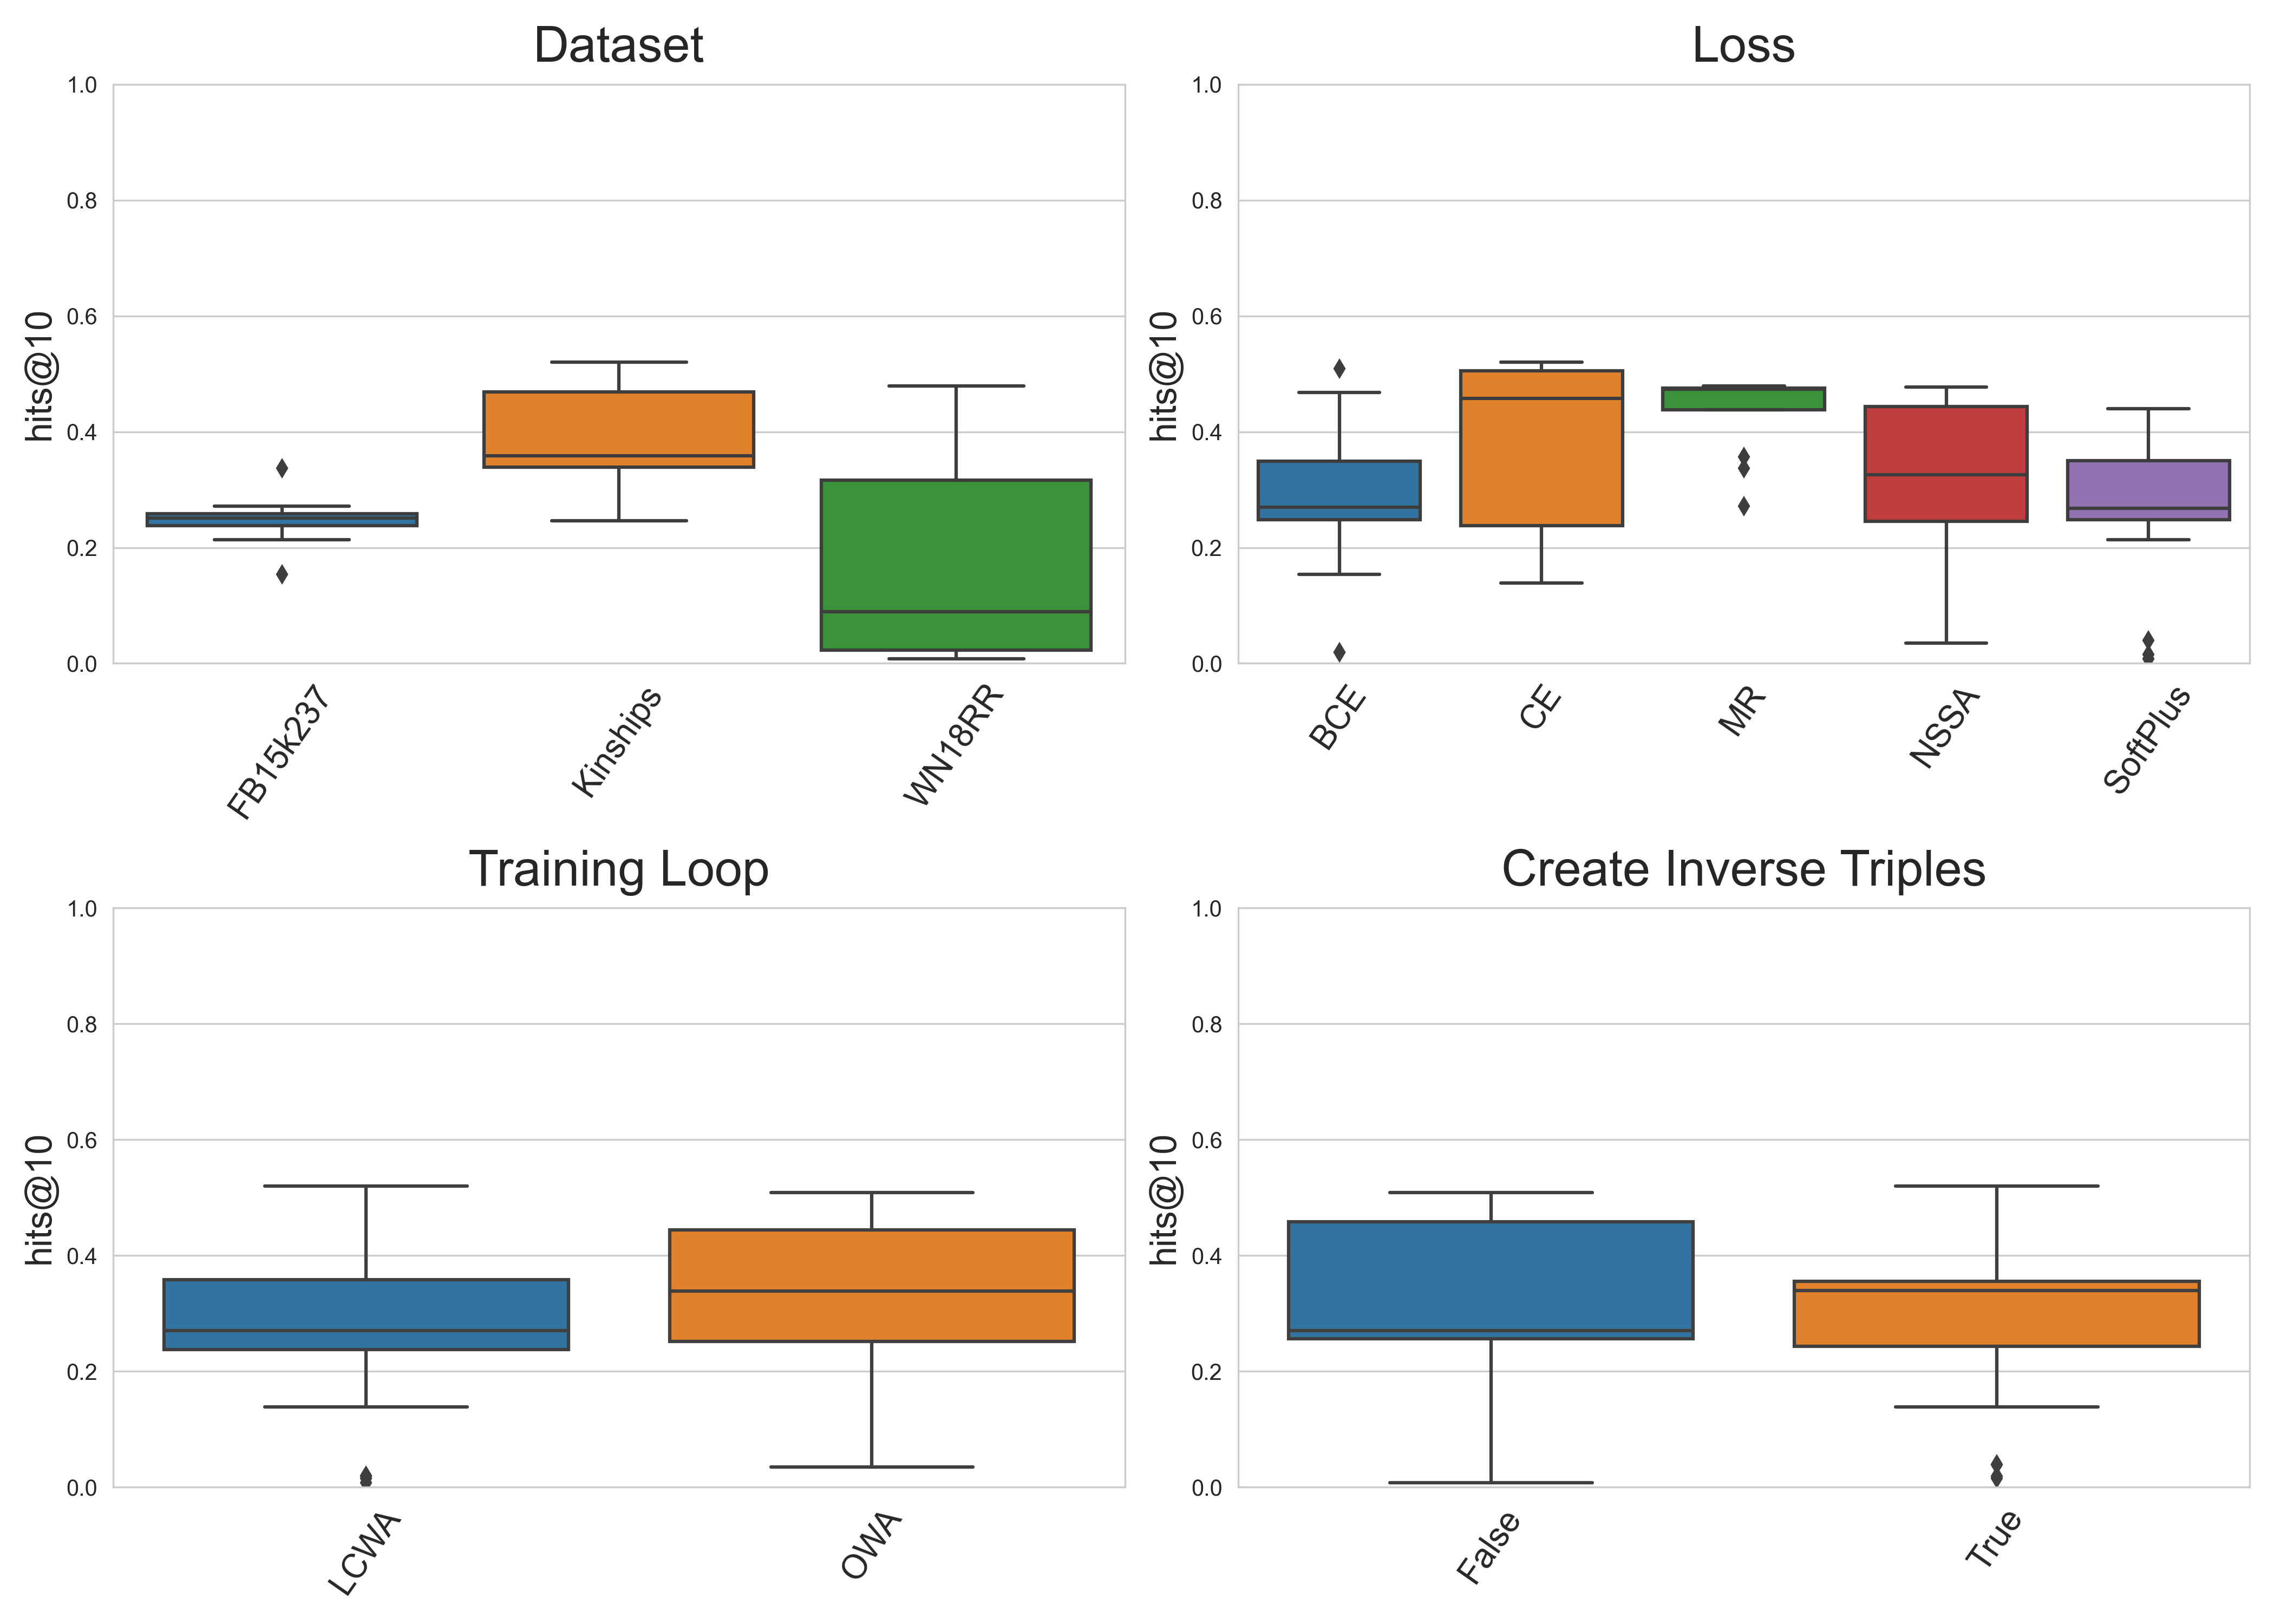 Dataset
hits@10
1.0
0.8
0.6
0.4
0.2
0.0
FB15k237
Kinships
WN18RR
Loss
hits@10
1.0
0.8
0.6
0.4
0.2
0.0
BCE
CE
MR
NSSA
SoftPlus
Training Loop
hits@10
1.0
0.8
0.6
0.4
0.2
0.0
LCWA
OWA
Create Inverse Triples
hits@10
1.0
0.8
0.6
0.4
0.2
0.0
False
True